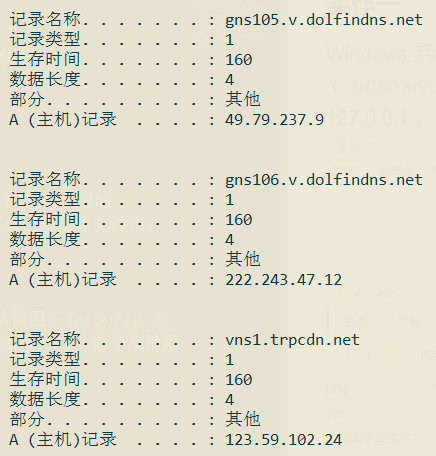 记录名称. . . . . . . : gns105.v.dolfindns.net
记录类型. . . . . . . : 1
生存时间. . . . . . . : 160
数据长度. . . . . . . : 4
部分. . . . . . . . . : 其他
A (主机)记录  . . . . : 49.79.237.9
记录名称. . . . . . . : gns106.v.dolfindns.net
记录类型. . . . . . . : 1
生存时间. . . . . . . : 160
数据长度. . . . . . . : 4
部分. . . . . . . . . : 其他
A (主机)记录  . . . . : 222.243.47.12
记录名称. . . . . . . : vns1.trpcdn.net
记录类型. . . . . . . : 1
生存时间. . . . . . . : 160
数据长度. . . . . . . : 4
部分. . . . . . . . . : 其他
A (主机)记录  . . . . : 123.59.102.24